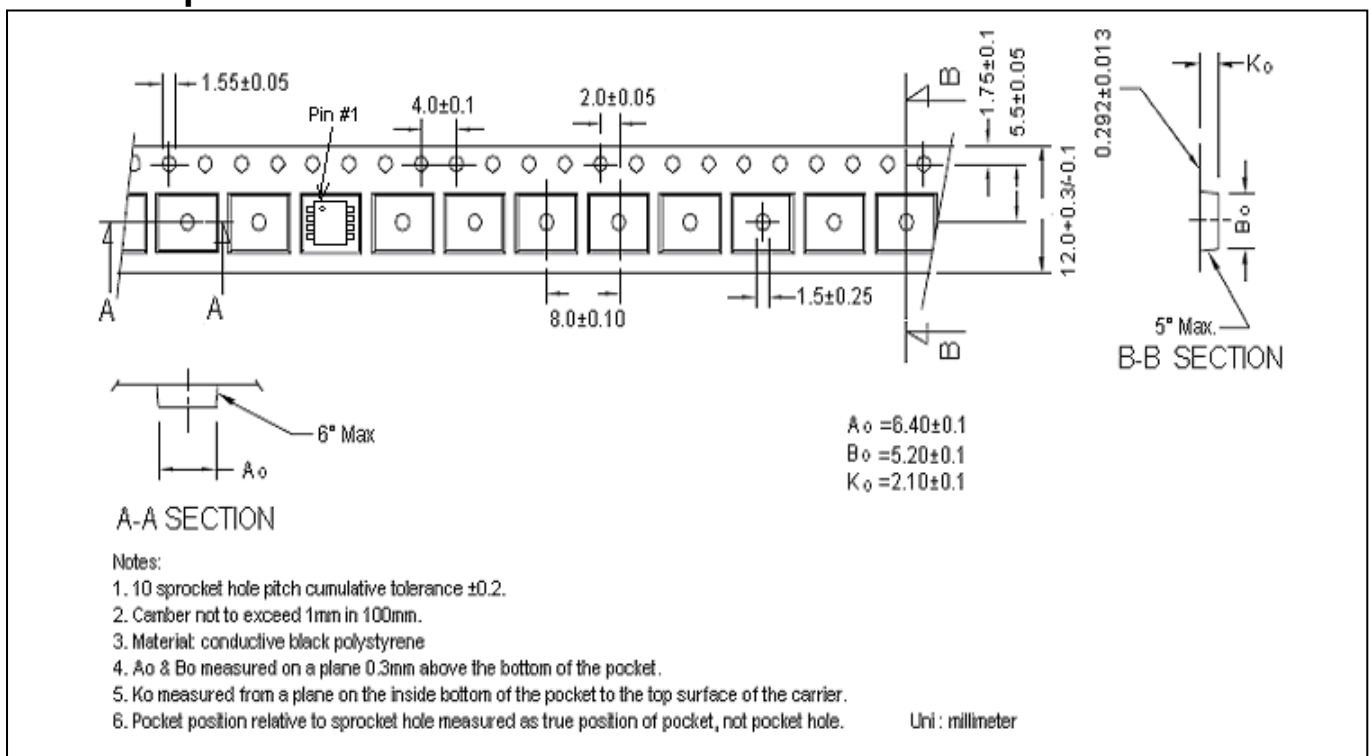 1.55±0.05
Pin #1
4.0±0.1
2.0±0.05
B
1.75±0.1
5.5±0.05
12.0+0.3/-0.1
0.292±0.013
Ko
Bo
5° Max.
B-B SECTION
A
A
8.0±0.10
1.5±0.25
B
6° Max
Ao
A-A SECTION
Ao =6.40±0.1
Bo =5.20±0.1
Ko =2.10±0.1
Notes:
1. 10 sprocket hole pitch cumulative tolerance ±0.2.
2. Camber not to exceed 1mm in 100mm.
3. Material: conductive black polystyrene
4. Ao & Bo measured on a plane 0.3mm above the bottom of the pocket.
5. Ko measured from a plane on the inside bottom of the pocket to the top surface of the carrier.
6. Pocket position relative to sprocket hole measured as true position of pocket, not pocket hole.
Uni : millimeter